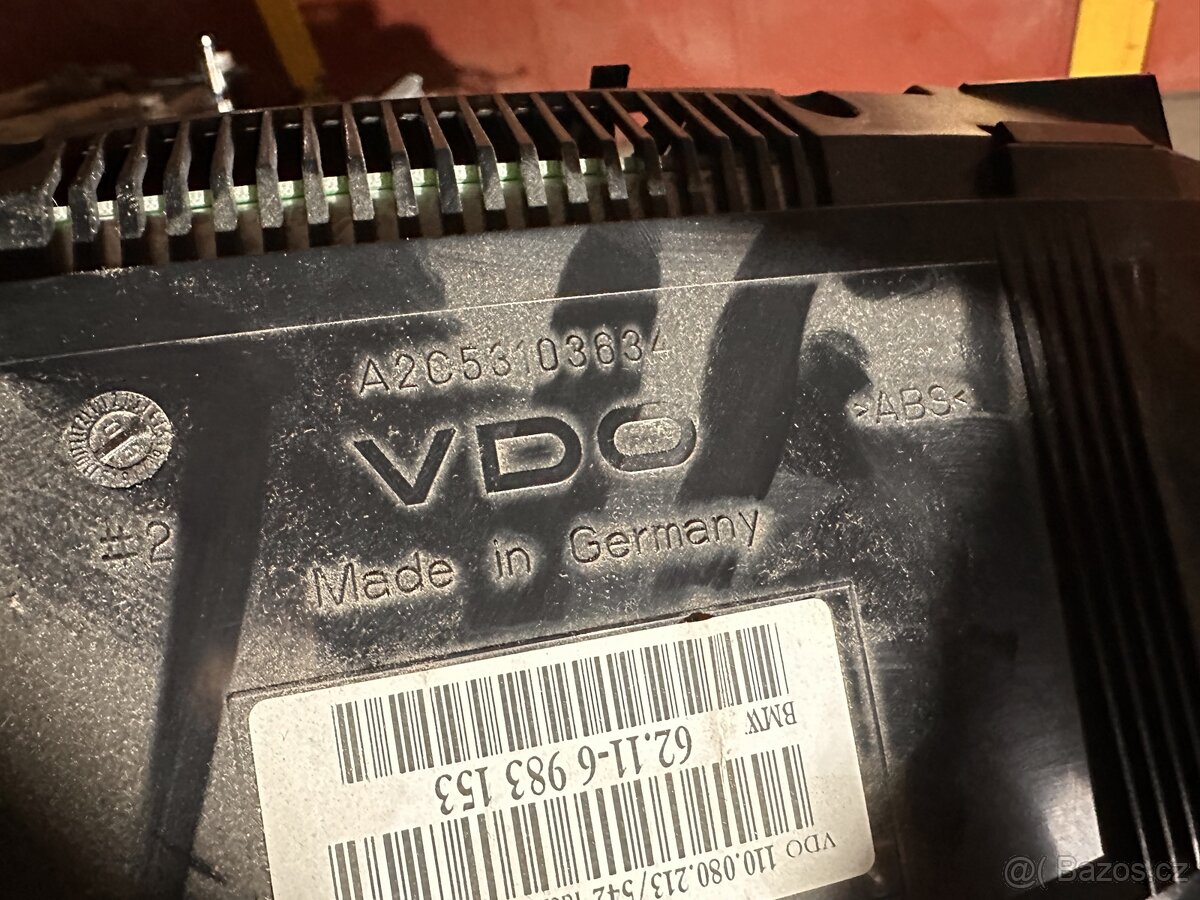 A2C53103634
VDO
>ABS<
#2
Made in Germany
BMW
62.11-6 983 153
VDO 110.080.213/542
@( Bazos.cz